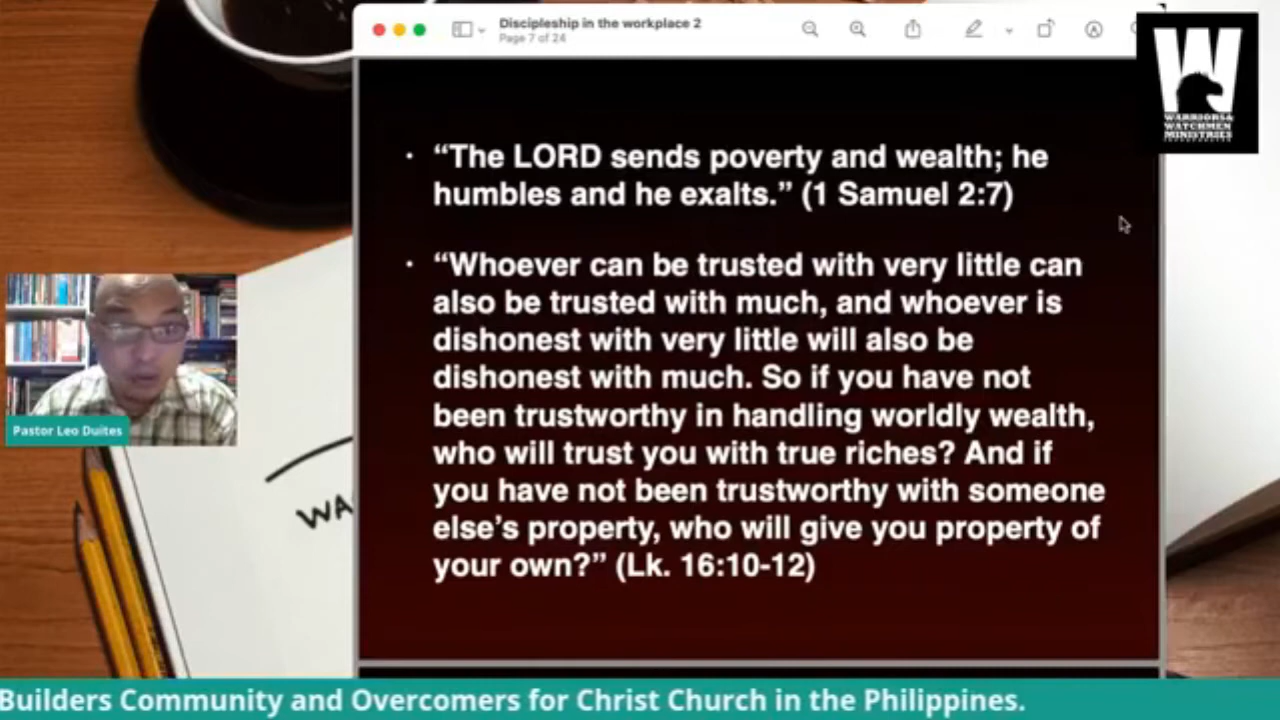 Discipleship in the workplace 2
Page 7 of 24
W
WARRIORS &
WATCHMEN
MINISTRIES
INCORPORATED
· “The LORD sends poverty and wealth; he
humbles and he exalts.” (1 Samuel 2:7)
· “Whoever can be trusted with very little can
also be trusted with much, and whoever is
dishonest with very little will also be
dishonest with much. So if you have not
been trustworthy in handling worldly wealth,
who will trust you with true riches? And if
you have not been trustworthy with someone
else’s property, who will give you property of
your own?” (Lk. 16:10-12)
Pastor Leo Duites
WA
Builders Community and Overcomers for Christ Church in the Philippines.